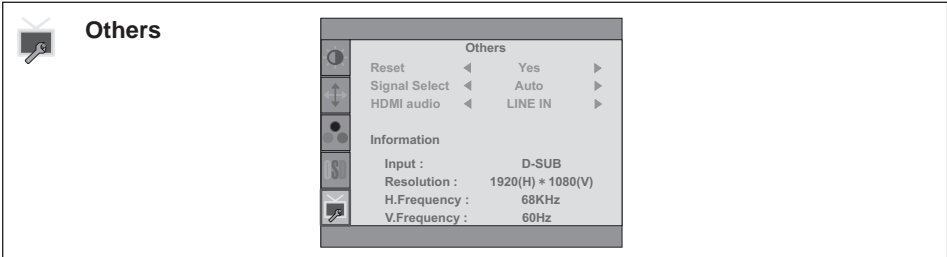 Others
Others
Reset ◀ Yes ▶
Signal Select ◀ Auto ▶
HDMI audio ◀ LINE IN ▶
Information
Input : D-SUB
Resolution : 1920(H) * 1080(V)
H.Frequency : 68KHz
V.Frequency : 60Hz
OSD